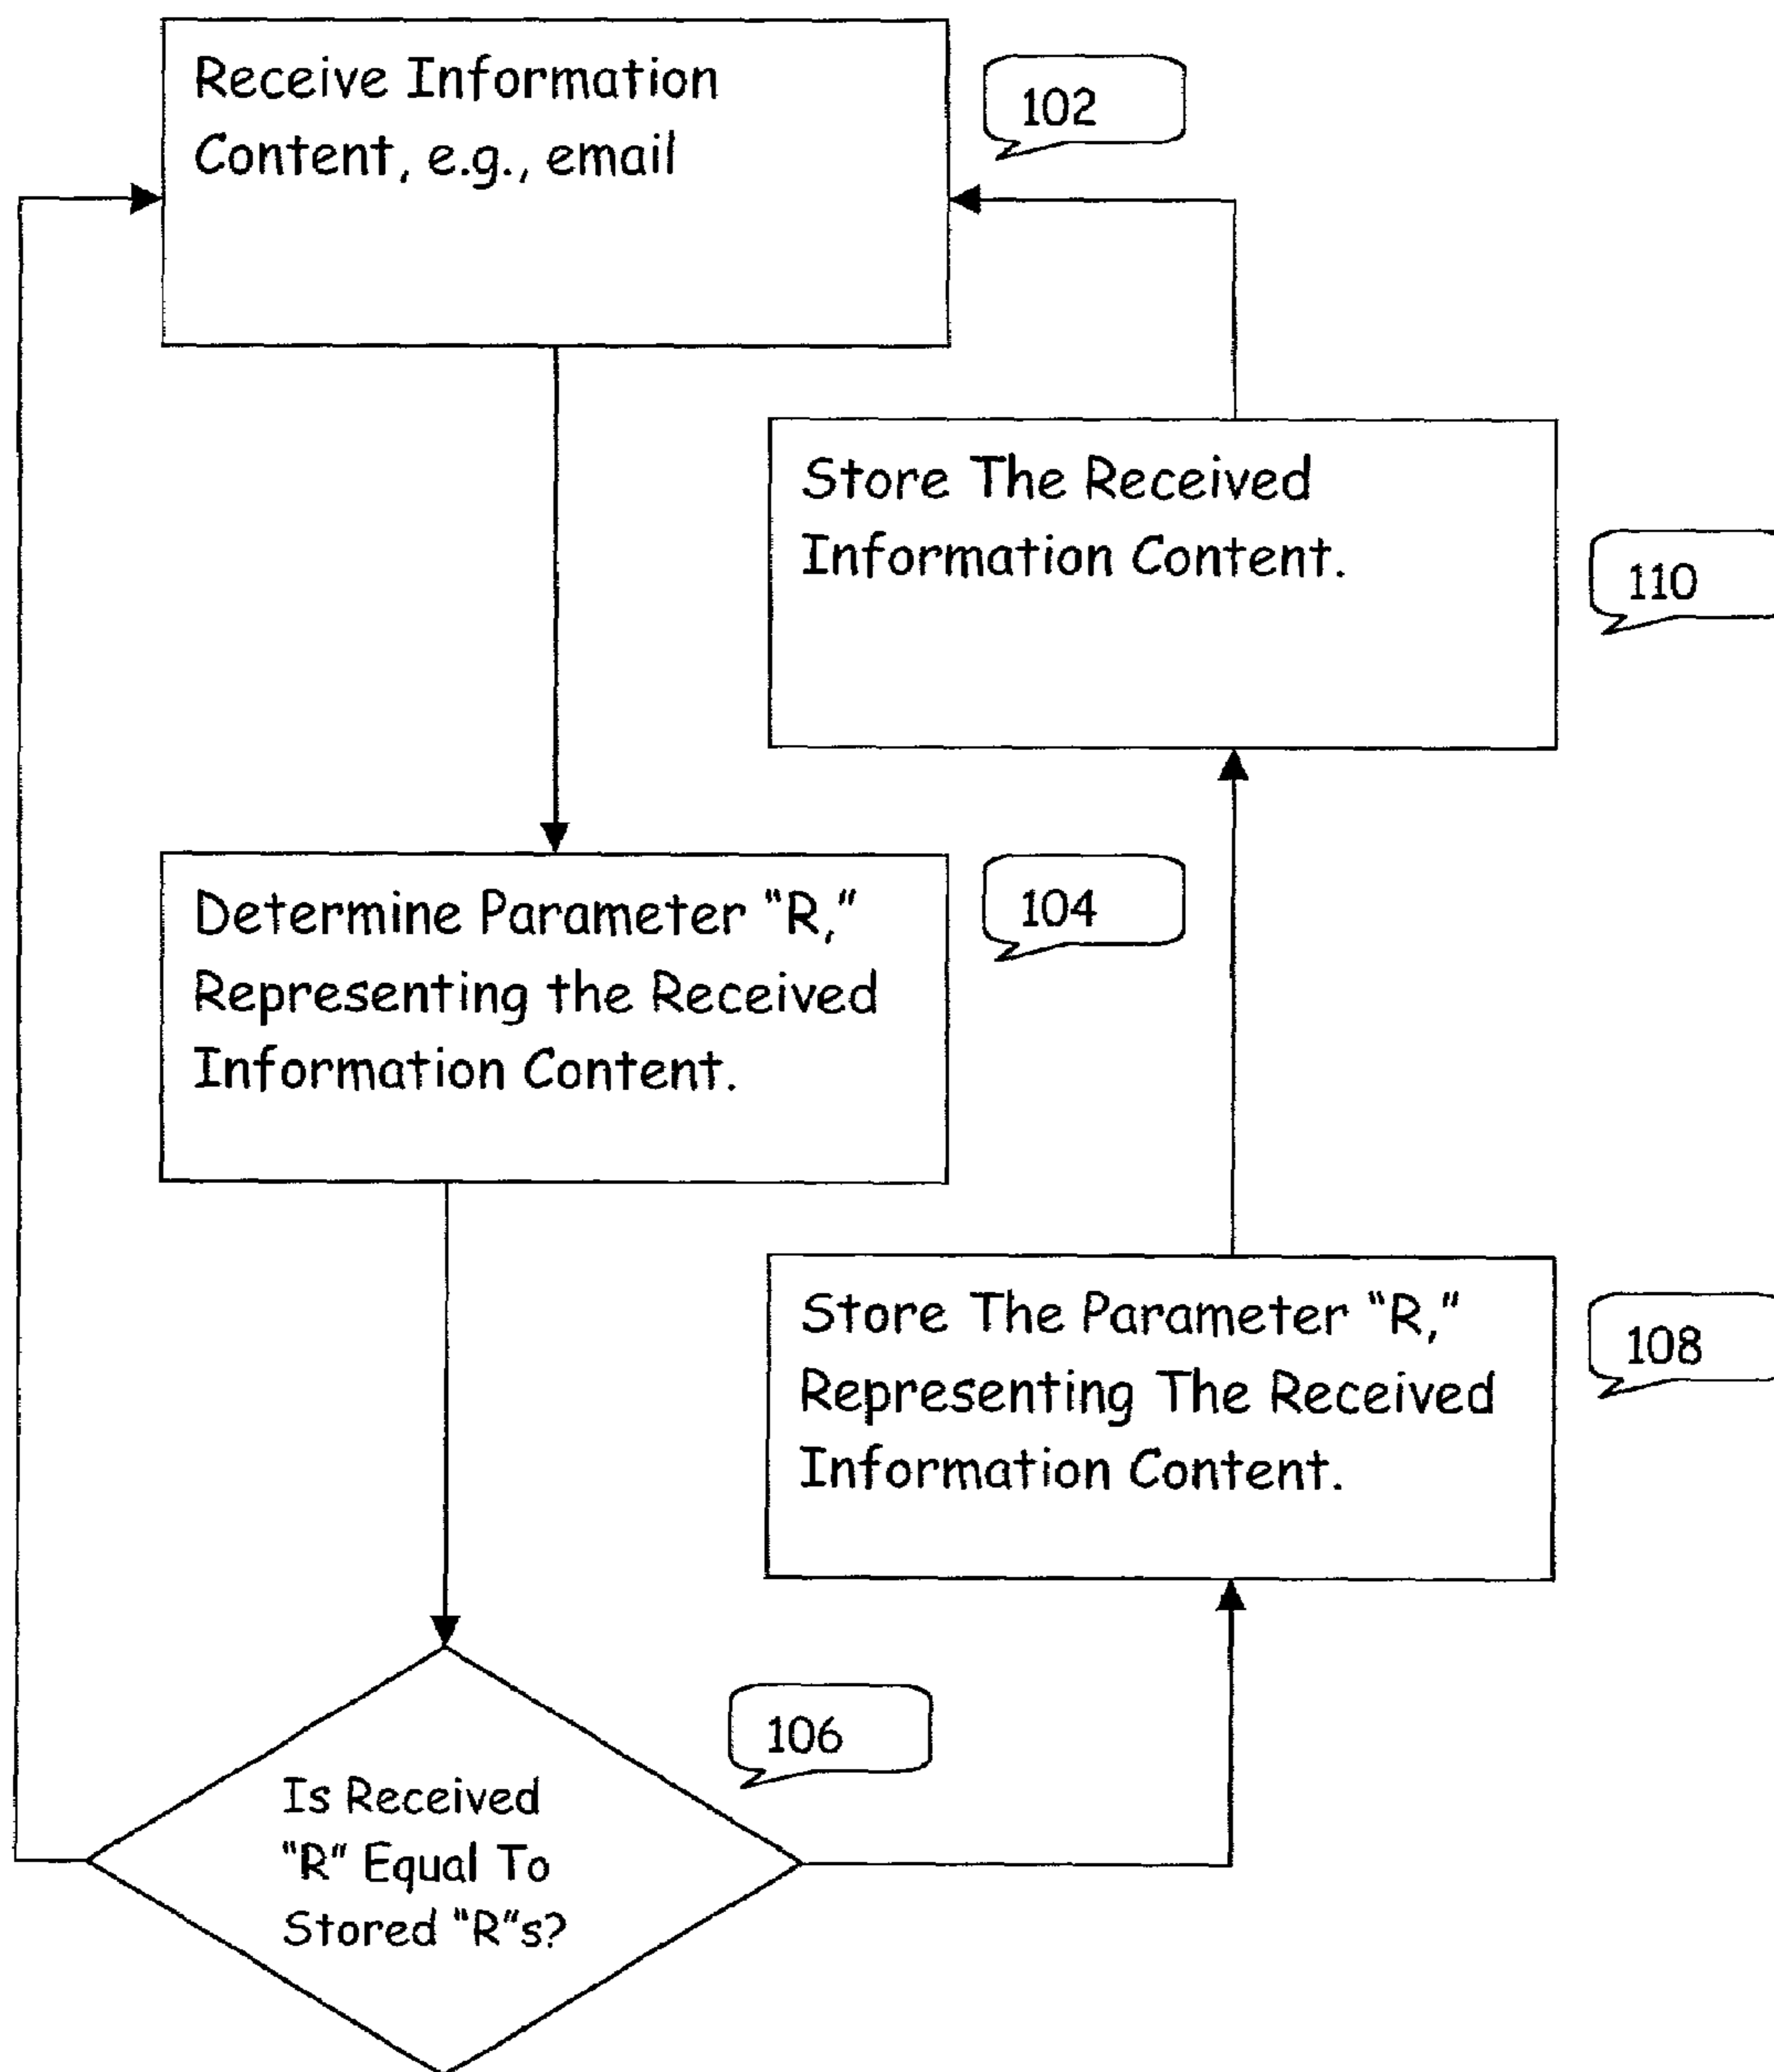 Receive Information
Content, e.g., email
102
Store The Received
Information Content.
110
Determine Parameter “R,”
Representing the Received
Information Content.
104
Store The Parameter “R,”
Representing The Received
Information Content.
108
106
Is Received
“R” Equal To
Stored “R”s?